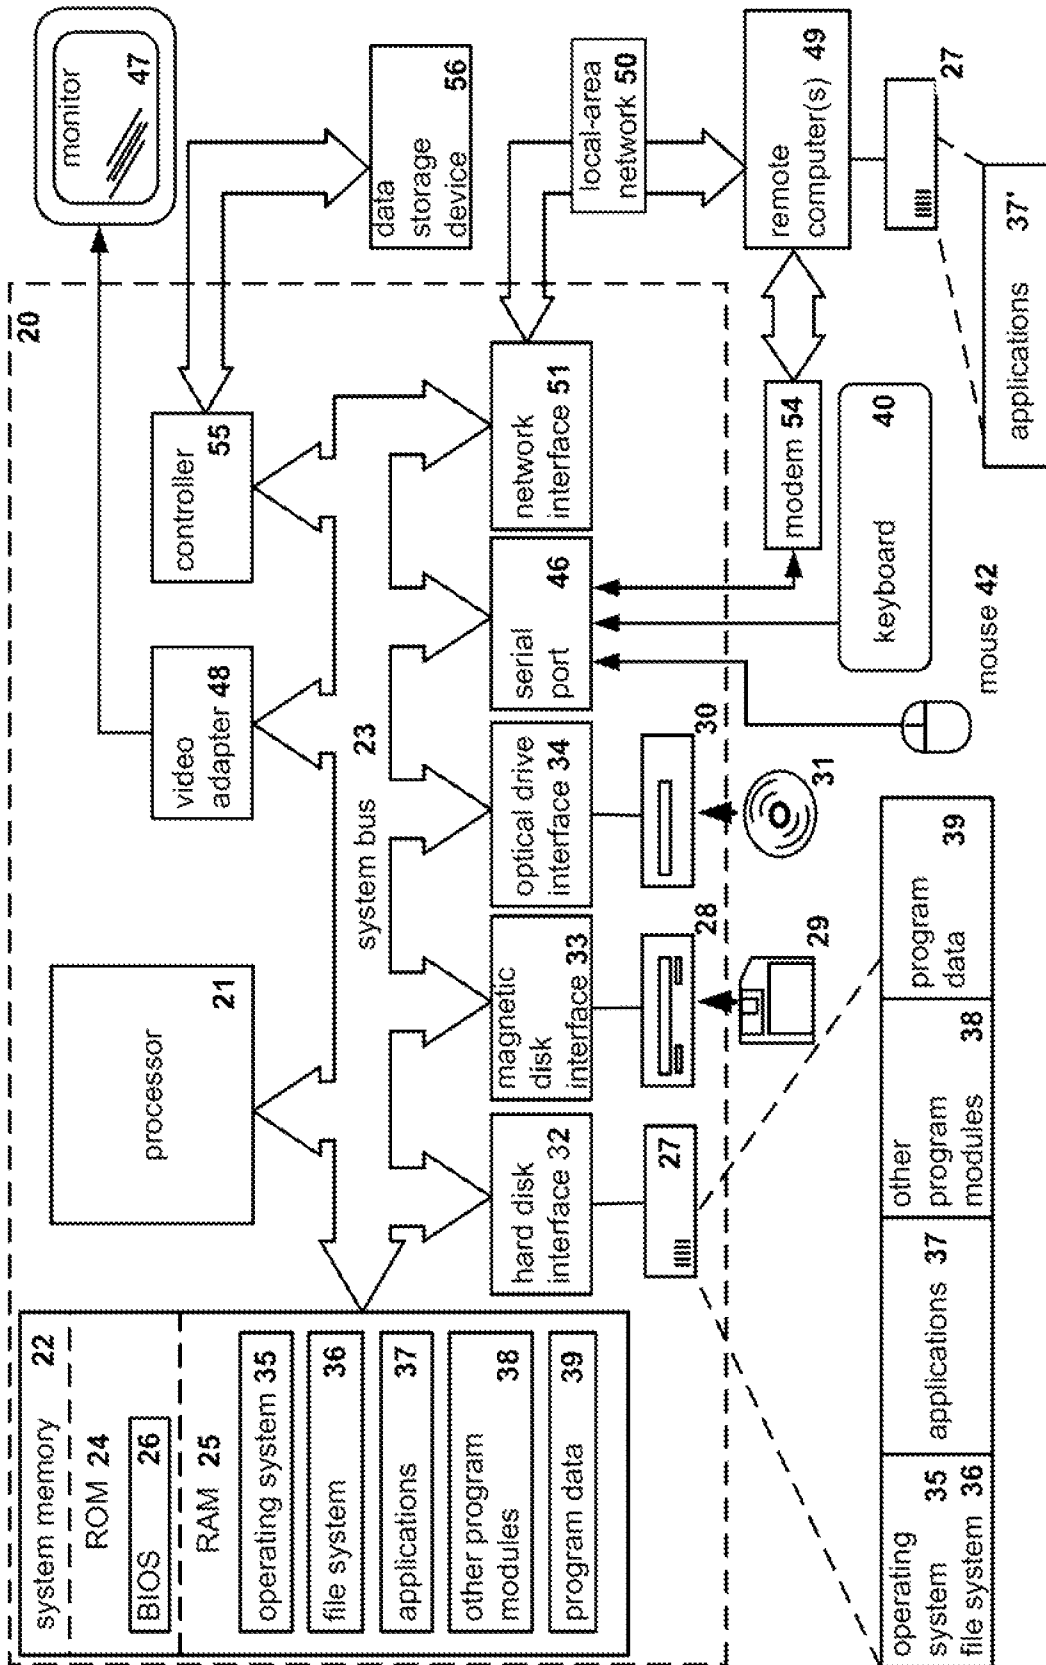 20
system memory 22
ROM 24
BIOS 26
RAM 25
operating system 35
file system 36
applications 37
other program
modules 38
program data 39
processor
21
video
adapter 48
controller
55
monitor
47
system bus 23
data
storage
device
56
hard disk
interface 32
magnetic
disk
interface 33
optical drive
interface 34
serial
port
46
network
interface 51
local-area
network 50
27
28
30
29
31
modem 54
remote
computer(s) 49
keyboard
40
mouse 42
27
applications 37'
operating
system 35
file system 36
applications 37
other
program
modules
38
program
data
39